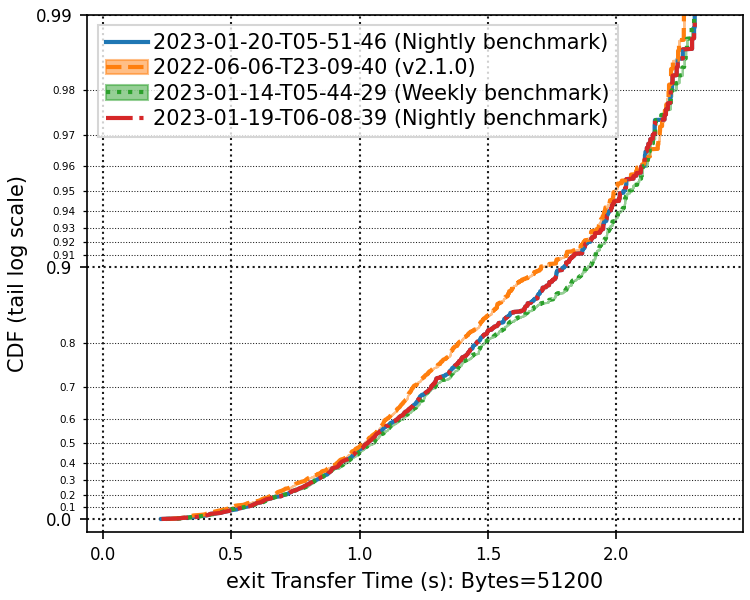 0.99
2023-01-20-T05-51-46 (Nightly benchmark)
2022-06-06-T23-09-40 (v2.1.0)
2023-01-14-T05-44-29 (Weekly benchmark)
2023-01-19-T06-08-39 (Nightly benchmark)
0.98
0.97
0.96
0.95
0.94
0.93
0.92
0.91
0.9
0.8
0.7
0.6
0.5
0.4
0.3
0.2
0.1
0.0
CDF (tail log scale)
0.0 0.5 1.0 1.5 2.0
exit Transfer Time (s): Bytes=51200